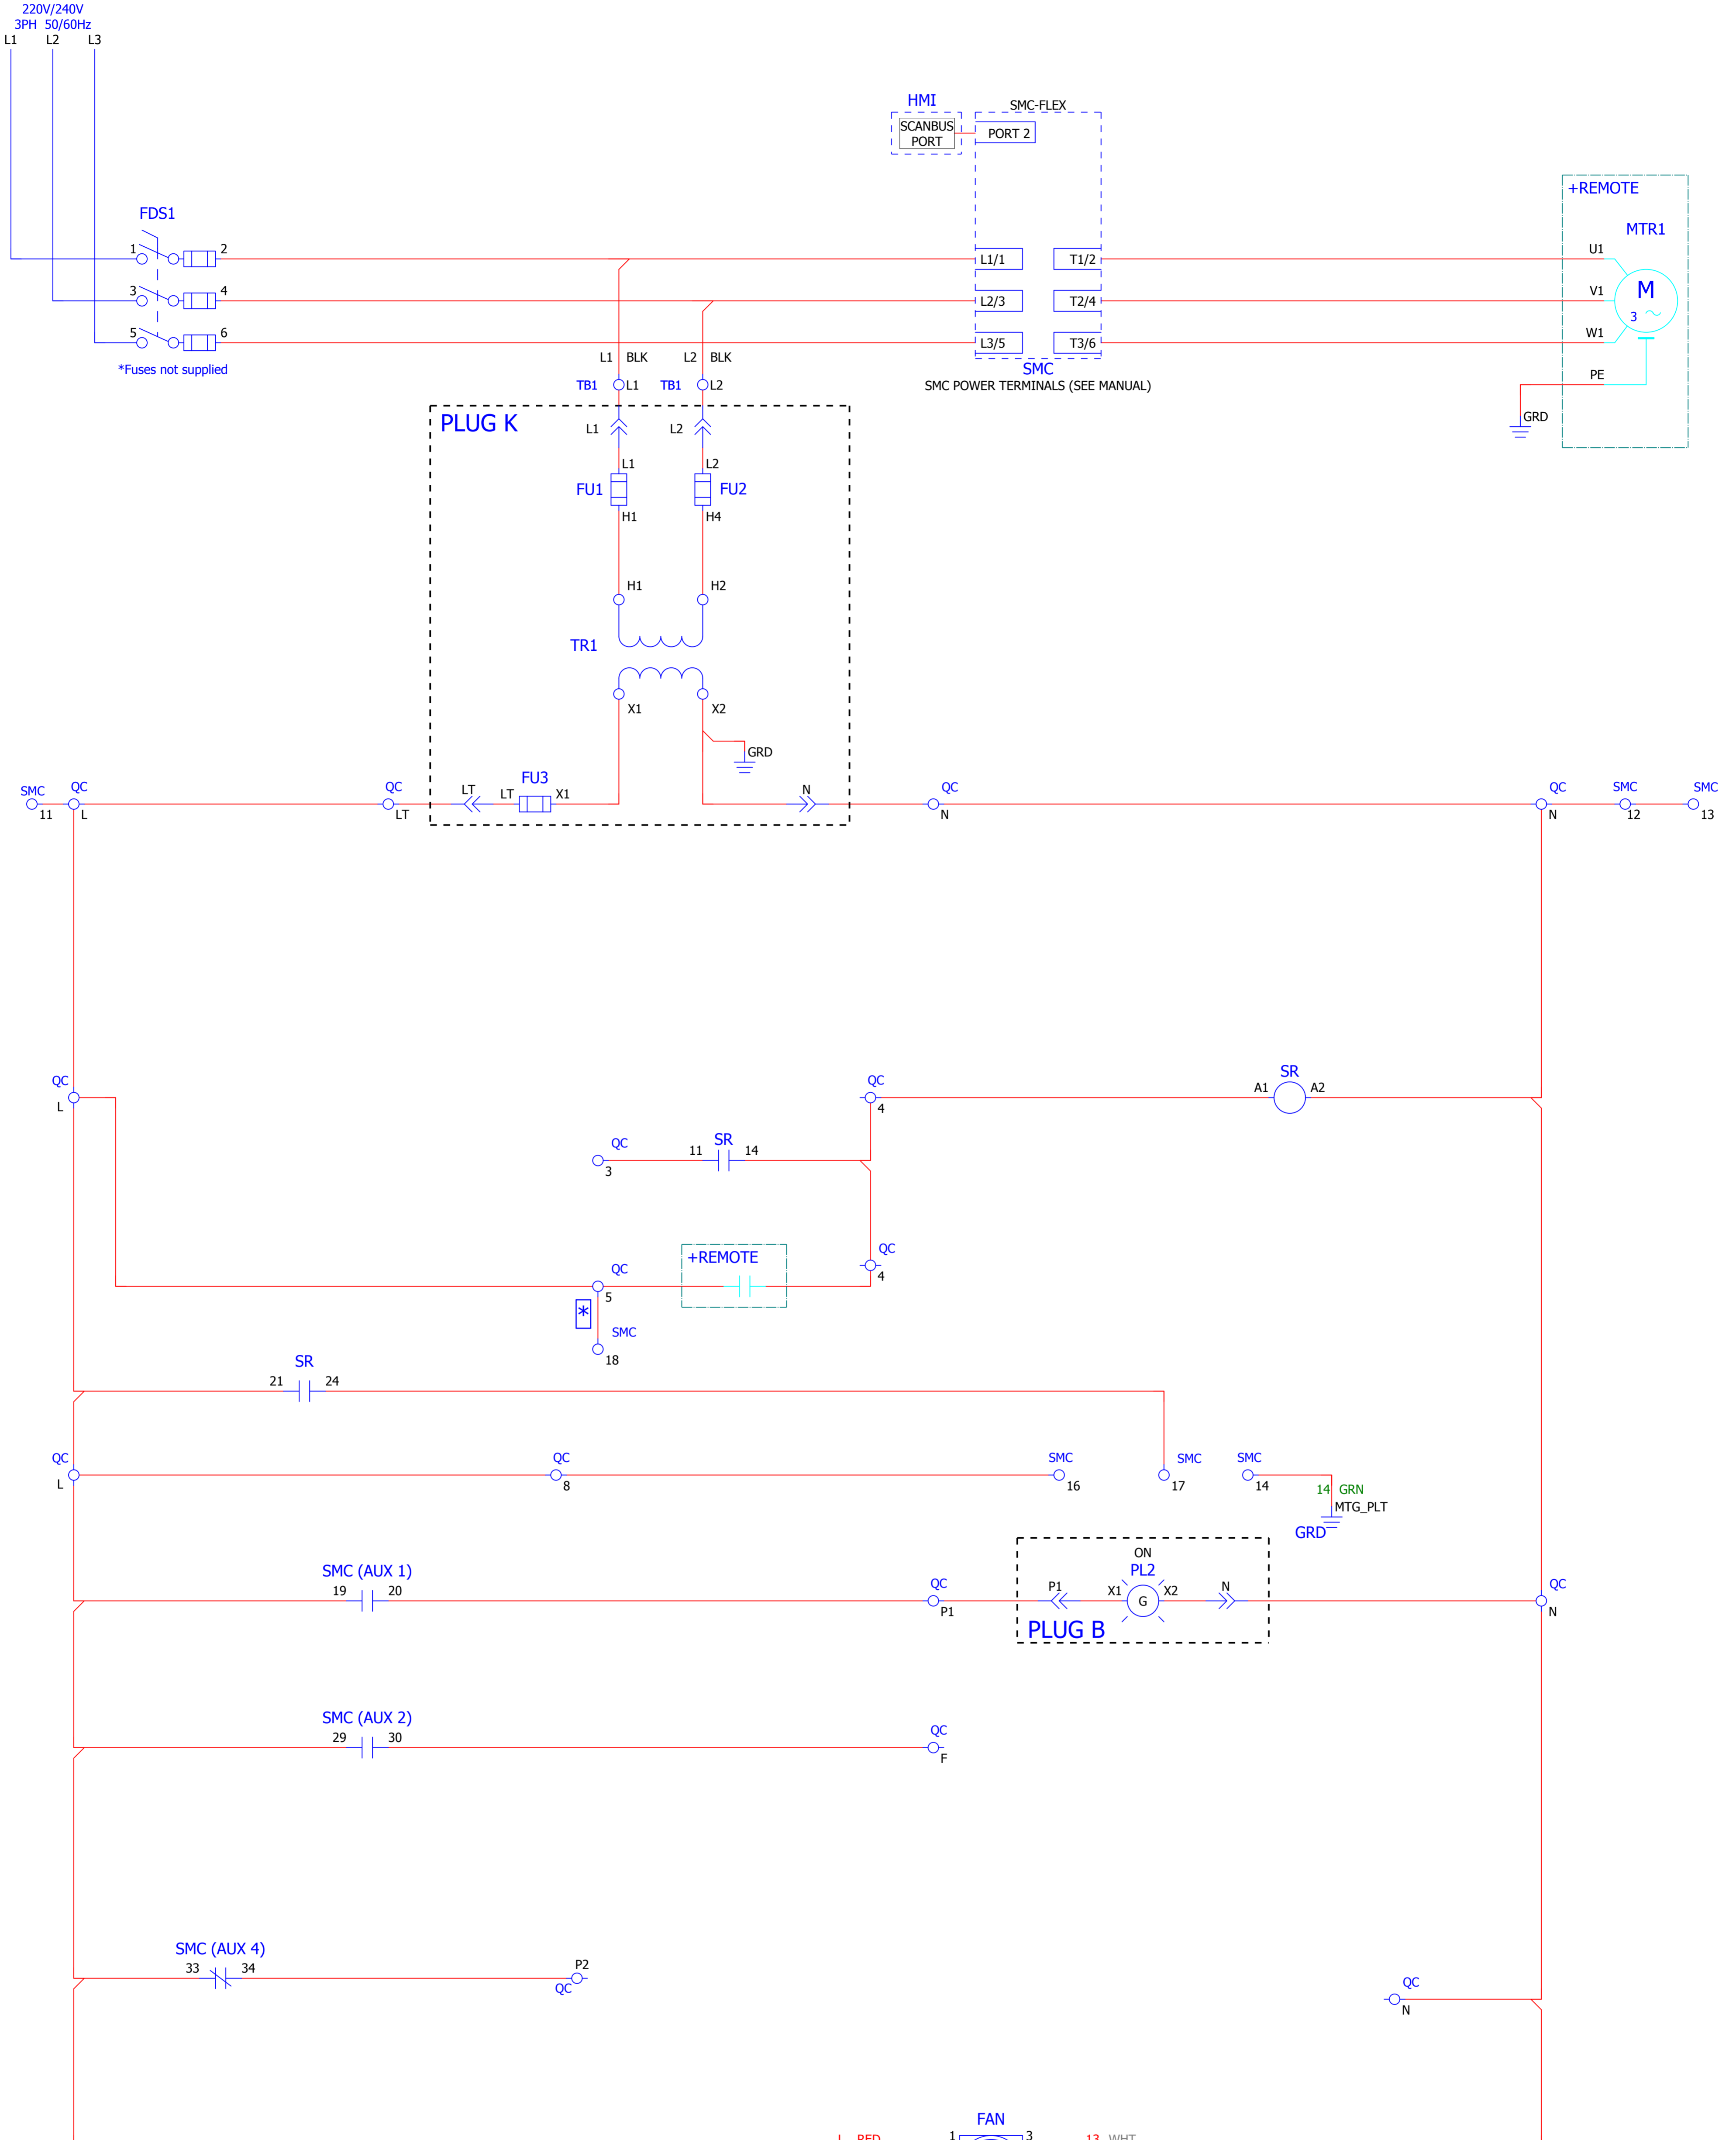 220V/240V
3PH 50/60Hz
L1 L2 L3
HMI
SMC-FLEX
SCANBUS
PORT
PORT 2
+REMOTE
MTR1
FDS1
1 2
L1/1 T1/2
U1
3 4
L2/3 T2/4
V1
M
3
5 6
L3/5 T3/6
W1
*Fuses not supplied
L1 BLK L2 BLK
SMC
SMC POWER TERMINALS (SEE MANUAL)
TB1 L1 TB1 L2
PE
GRD
PLUG K
L1 L2
L1 L2
FU1 FU2
H1 H4
H1 H2
TR1
X1 X2
GRD
SMC QC QC LT LT FU3 X1 N QC QC SMC SMC
11 L LT N N 12 13
QC QC SR
L 4 A1 A2
QC 11 SR 14
3
+REMOTE
QC QC
5 4
*
SMC
18
SR
21 24
QC QC SMC SMC SMC
L 8 16 17 14
14 GRN
MTG_PLT
GRD
ON
SMC (AUX 1) PL2
19 20 QC P1 X1 G X2 N QC
P1 N
PLUG B
SMC (AUX 2)
29 30 QC
F
SMC (AUX 4)
33 34 P2
QC
QC
N
FAN
L RED 1 3 13 WHT